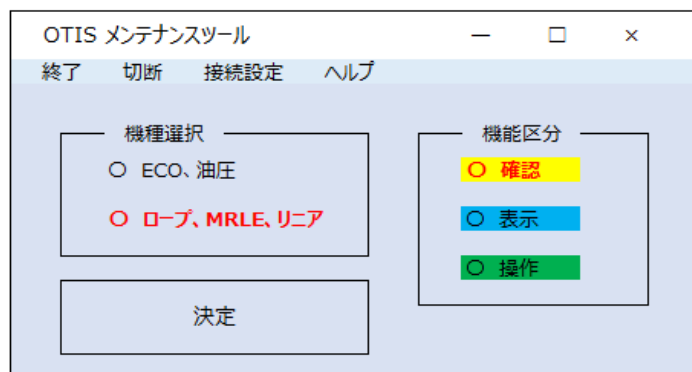 OTIS メンテナンスツール
終了 切断 接続設定 ヘルプ
機種選択
○ ECO、油圧
○ ロープ、MRLE、リニア
決定
機能区分
○ 確認
○ 表示
○ 操作